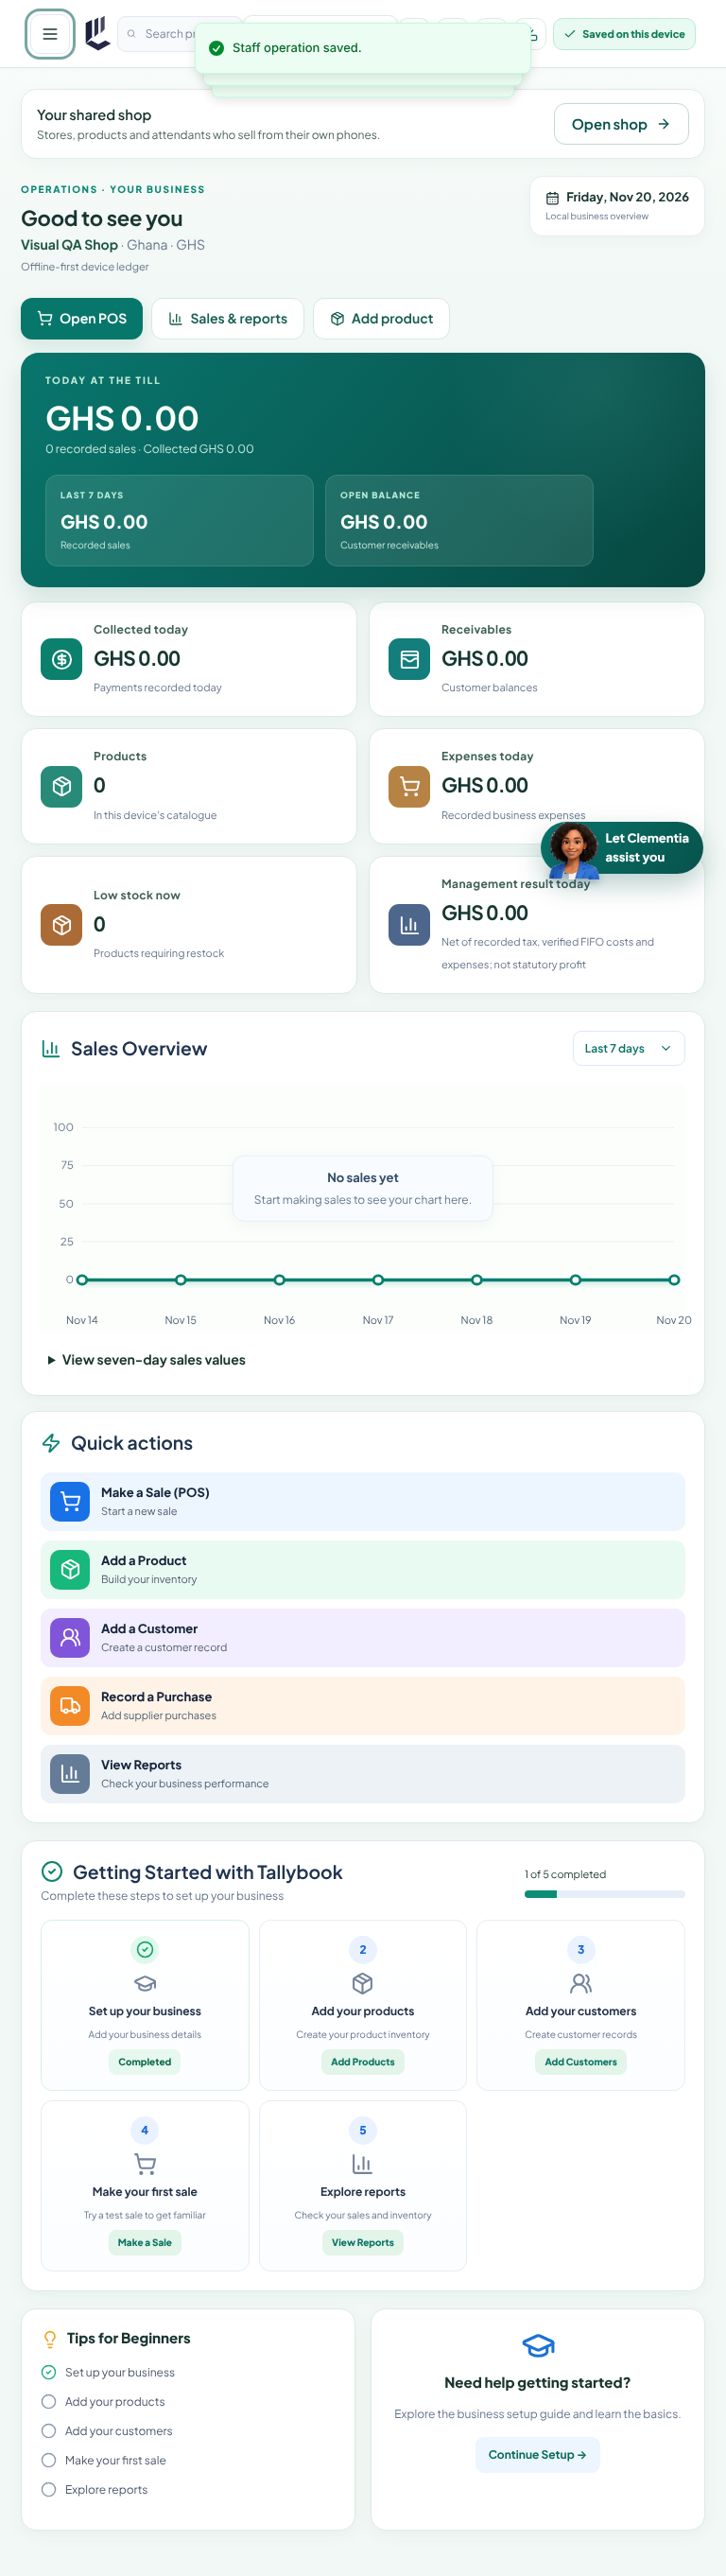 Search pr
Staff operation saved.
Saved on this device
Your shared shop
Stores, products and attendants who sell from their own phones.
Open shop
OPERATIONS · YOUR BUSINESS
Good to see you
Visual QA Shop · Ghana · GHS
Offline-first device ledger
Friday, Nov 20, 2026
Local business overview
Open POS
Sales & reports
Add product
TODAY AT THE TILL
GHS 0.00
0 recorded sales · Collected GHS 0.00
LAST 7 DAYS
GHS 0.00
Recorded sales
OPEN BALANCE
GHS 0.00
Customer receivables
Collected today
GHS 0.00
Payments recorded today
Receivables
GHS 0.00
Customer balances
Products
0
In this device's catalogue
Expenses today
GHS 0.00
Recorded business expenses
Let Clementia
assist you
Low stock now
0
Products requiring restock
Management result today
GHS 0.00
Net of recorded tax, verified FIFO costs and
expenses; not statutory profit
Sales Overview
Last 7 days
100
75
50
25
0
No sales yet
Start making sales to see your chart here.
Nov 14
Nov 15
Nov 16
Nov 17
Nov 18
Nov 19
Nov 20
View seven-day sales values
Quick actions
Make a Sale (POS)
Start a new sale
Add a Product
Build your inventory
Add a Customer
Create a customer record
Record a Purchase
Add supplier purchases
View Reports
Check your business performance
Getting Started with Tallybook
Complete these steps to set up your business
1 of 5 completed
Set up your business
Add your business details
Completed
2
Add your products
Create your product inventory
Add Products
3
Add your customers
Create customer records
Add Customers
4
Make your first sale
Try a test sale to get familiar
Make a Sale
5
Explore reports
Check your sales and inventory
View Reports
Tips for Beginners
Set up your business
Add your products
Add your customers
Make your first sale
Explore reports
Need help getting started?
Explore the business setup guide and learn the basics.
Continue Setup →